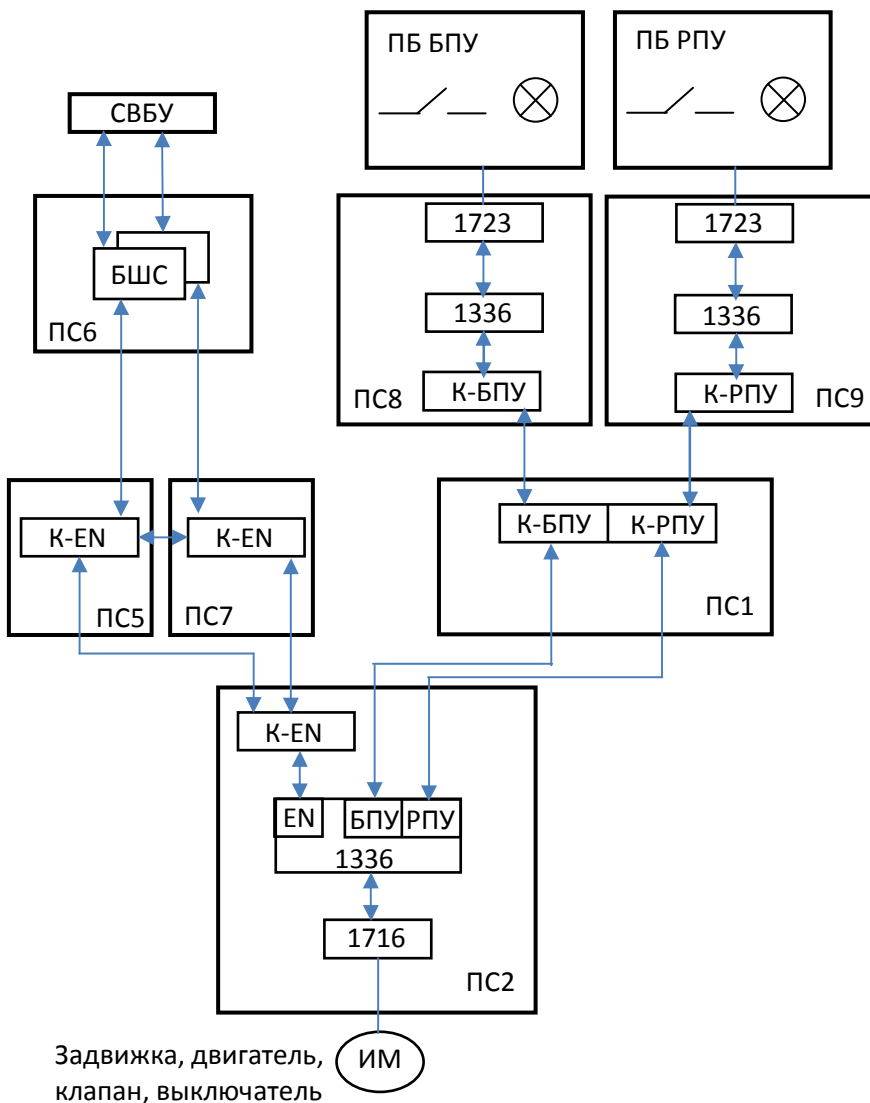 ПБ БПУ
ПБ РПУ
СВБУ
1723
1723
БШС
1336
1336
ПС6
К-БПУ
ПС8
К-РПУ
ПС9
К-EN
К-EN
К-БПУ
К-РПУ
ПС5
ПС7
ПС1
К-EN
EN
БПУ
РПУ
1336
1716
ПС2
Задвижка, двигатель,
клапан, выключатель
ИМ